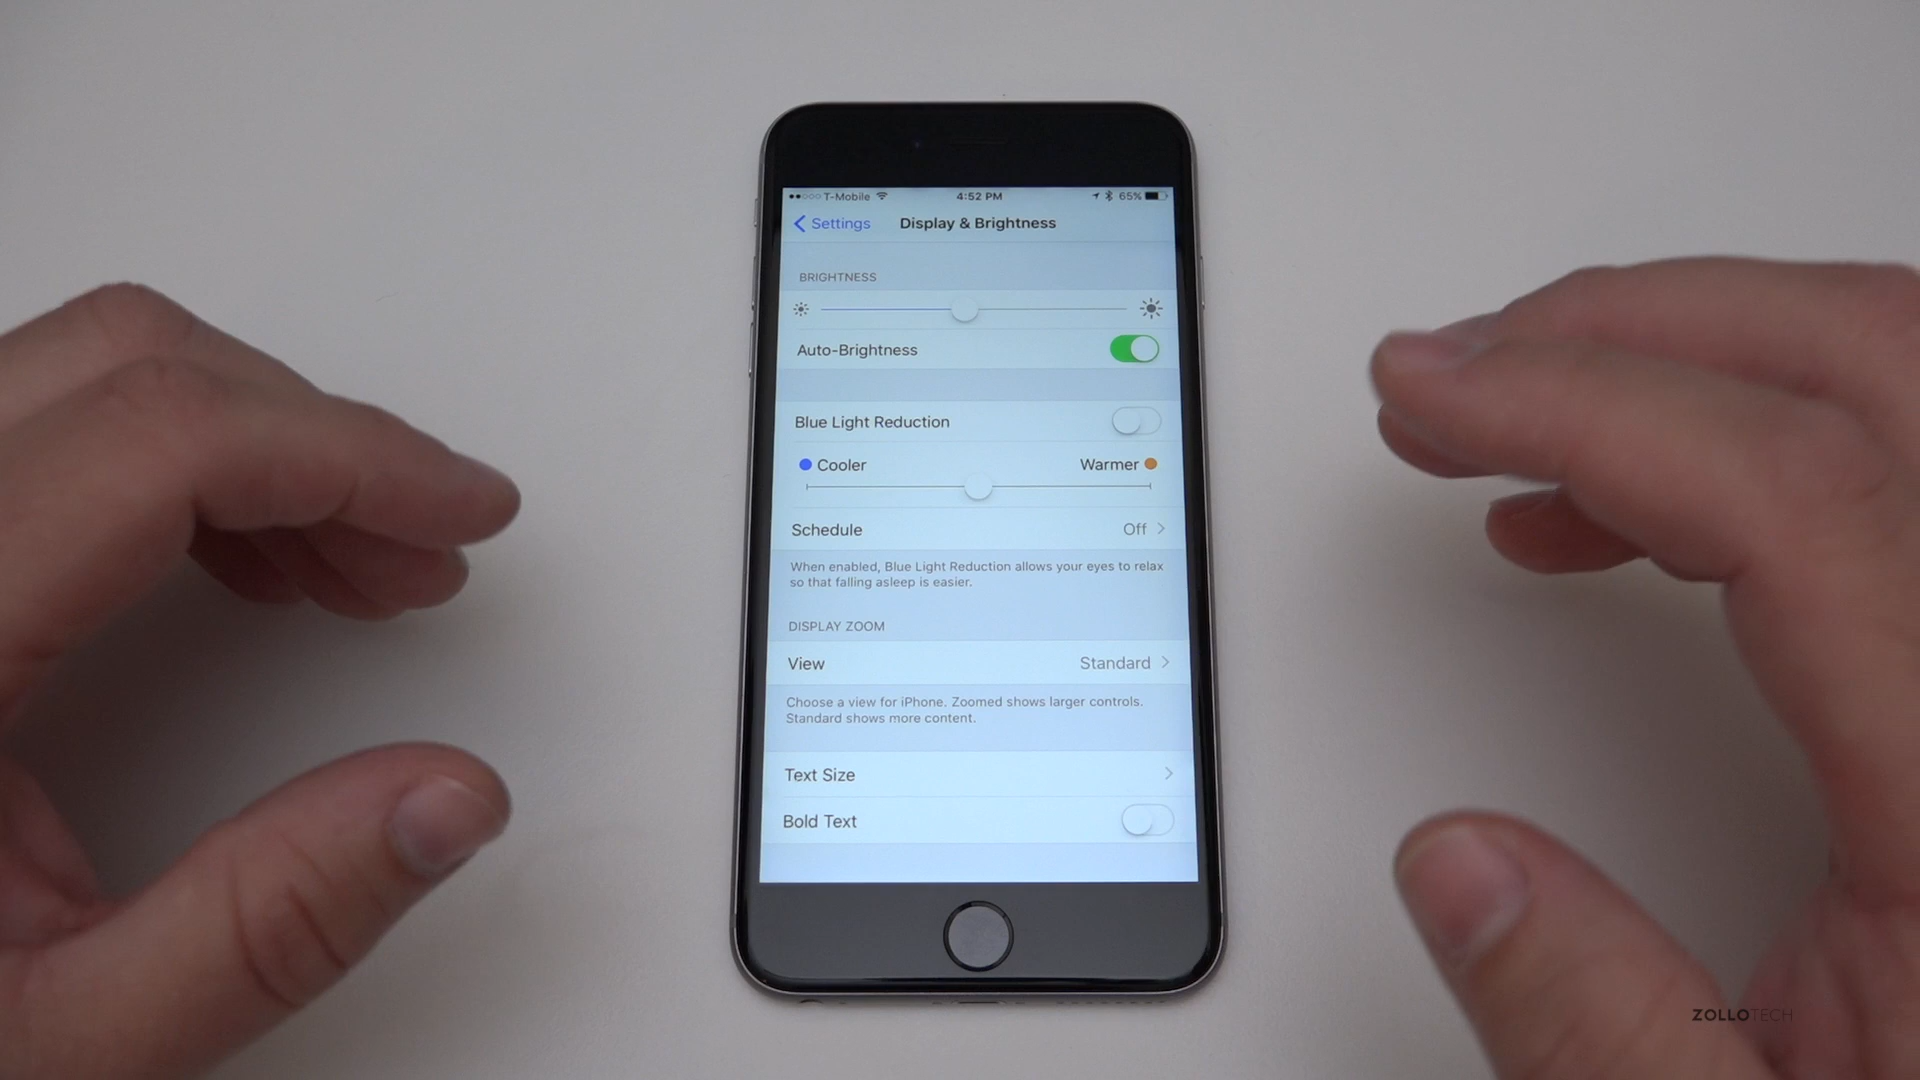 T-Mobile 4:52 PM 65%
Settings Display & Brightness
BRIGHTNESS
Auto-Brightness
Blue Light Reduction
Cooler Warmer
Schedule Off
When enabled, Blue Light Reduction allows your eyes to relax
so that falling asleep is easier.
DISPLAY ZOOM
View Standard
Choose a view for iPhone. Zoomed shows larger controls.
Standard shows more content.
Text Size
Bold Text
ZOLLOTECH